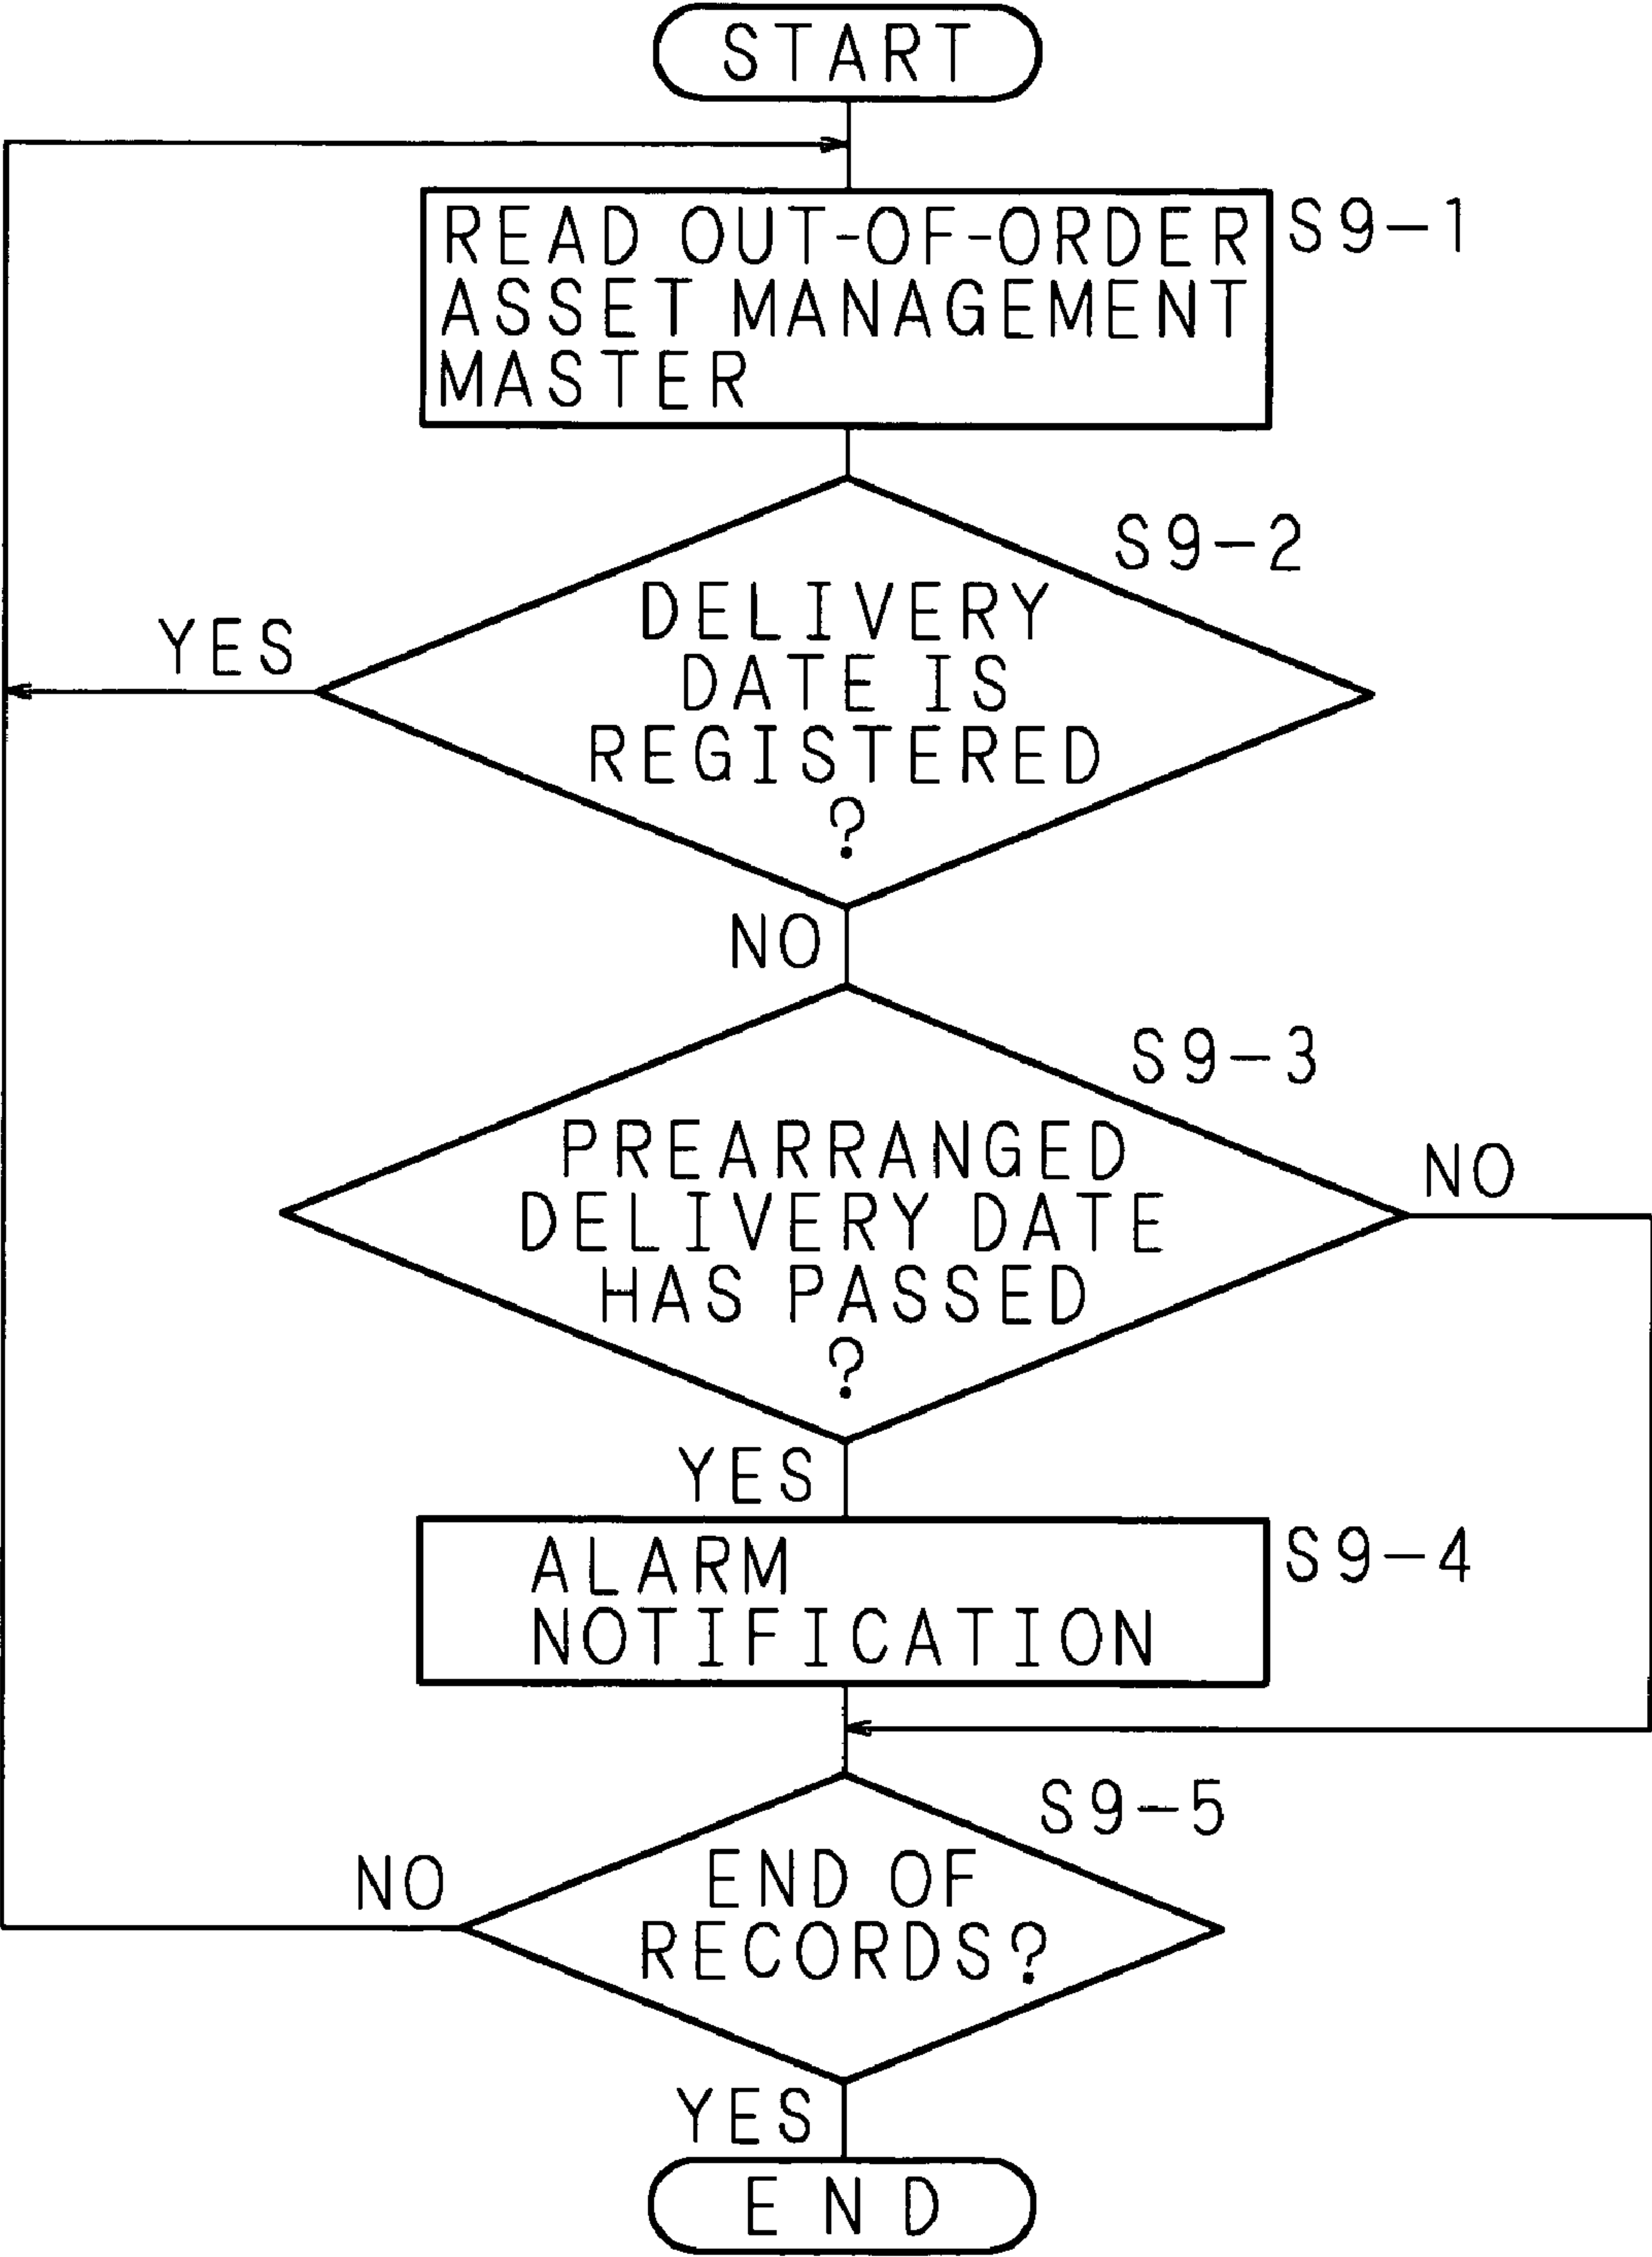 START
READ OUT-OF-ORDER
ASSET MANAGEMENT
MASTER
S9-1
S9-2
DELIVERY
DATE IS
REGISTERED
?
YES
NO
S9-3
PREARRANGED
DELIVERY DATE
HAS PASSED
?
NO
YES
ALARM
NOTIFICATION
S9-4
S9-5
END OF
RECORDS?
NO
YES
END